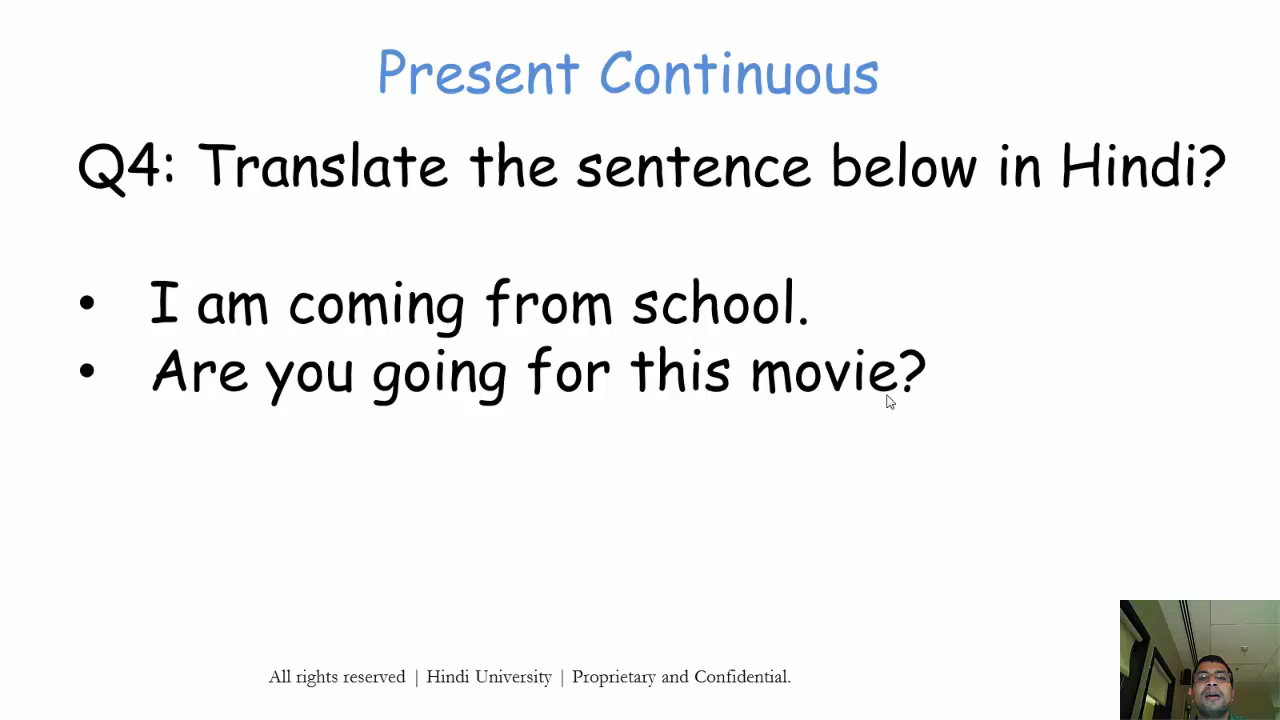 Present Continuous
Q4: Translate the sentence below in Hindi?
• I am coming from school.
• Are you going for this movie?
All rights reserved | Hindi University | Proprietary and Confidential.